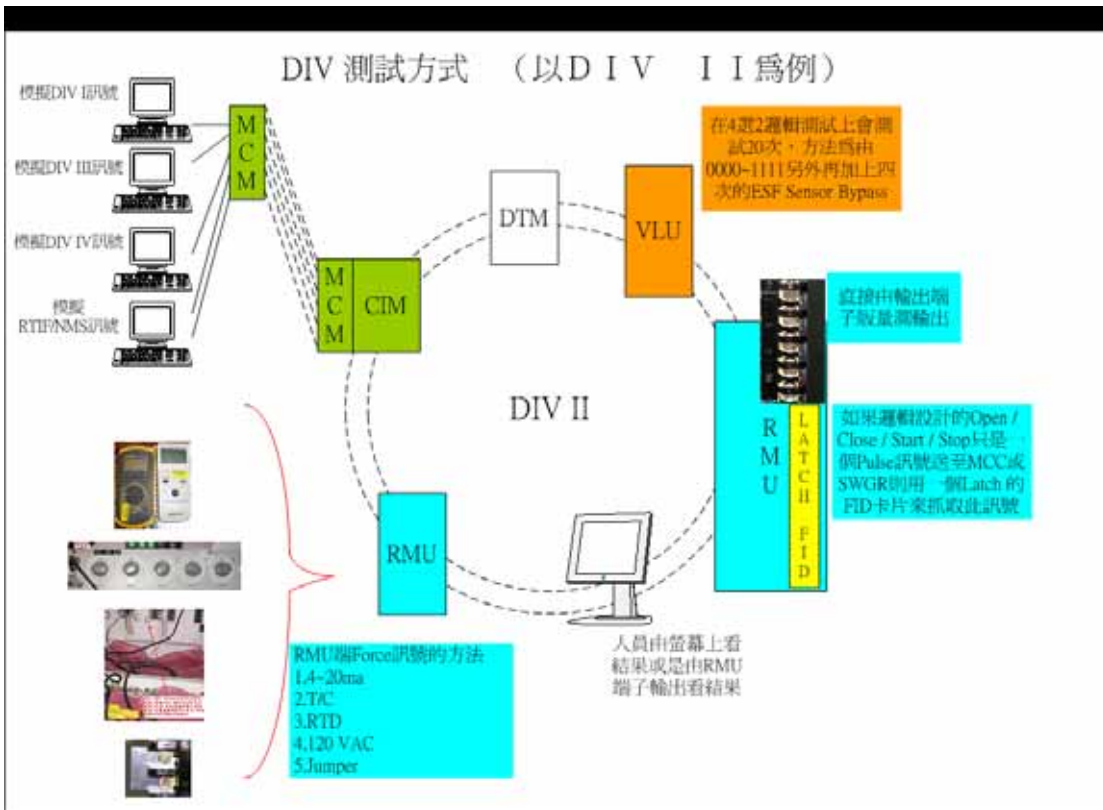 DIV 測試方式 （以DIV II爲例）
模擬DIV I訊號
模擬DIV III訊號
模擬DIV IV訊號
模擬
RTIF/NMS訊號
MCM
MCM
CIM
DTM
VLU
在4選2邏輯測試上會測
試20次，方法爲由
0000~1111另外再加上四
次的ESF Sensor Bypass
直接由輸出端
子版量測輸出
DIV II
RMU
LATCH FID
如果邏輯設計的Open /
Close / Start / Stop只是一
個Pulse訊號送至MCC或
SWGR則用一個Latch 的
FID卡片來抓取此訊號
RMU
人員由螢幕上看
結果或是由RMU
端子輸出看結果
RMU端Force訊號的方法
1.4~20ma
2.T/C
3.RTD
4.120 VAC
5.Jumper